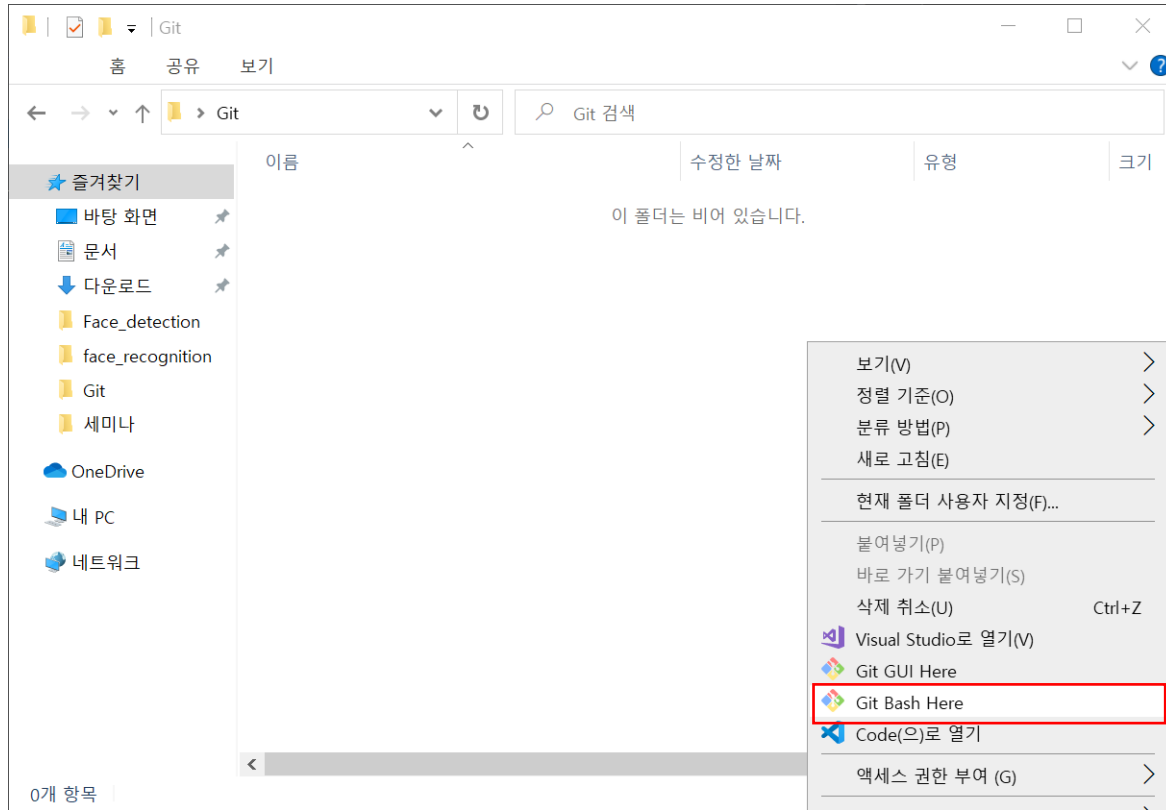 Git
홈 공유 보기
Git
Git 검색
이름 수정한 날짜 유형 크기
이 폴더는 비어 있습니다.
즐겨찾기
바탕 화면
문서
다운로드
Face_detection
face_recognition
Git
세미나
OneDrive
내 PC
네트워크
보기(V)
정렬 기준(O)
분류 방법(P)
새로 고침(E)
현재 폴더 사용자 지정(F)...
붙여넣기(P)
바로 가기 붙여넣기(S)
삭제 취소(U) Ctrl+Z
Visual Studio로 열기(V)
Git GUI Here
Git Bash Here
Code(으)로 열기
액세스 권한 부여 (G)
0개 항목